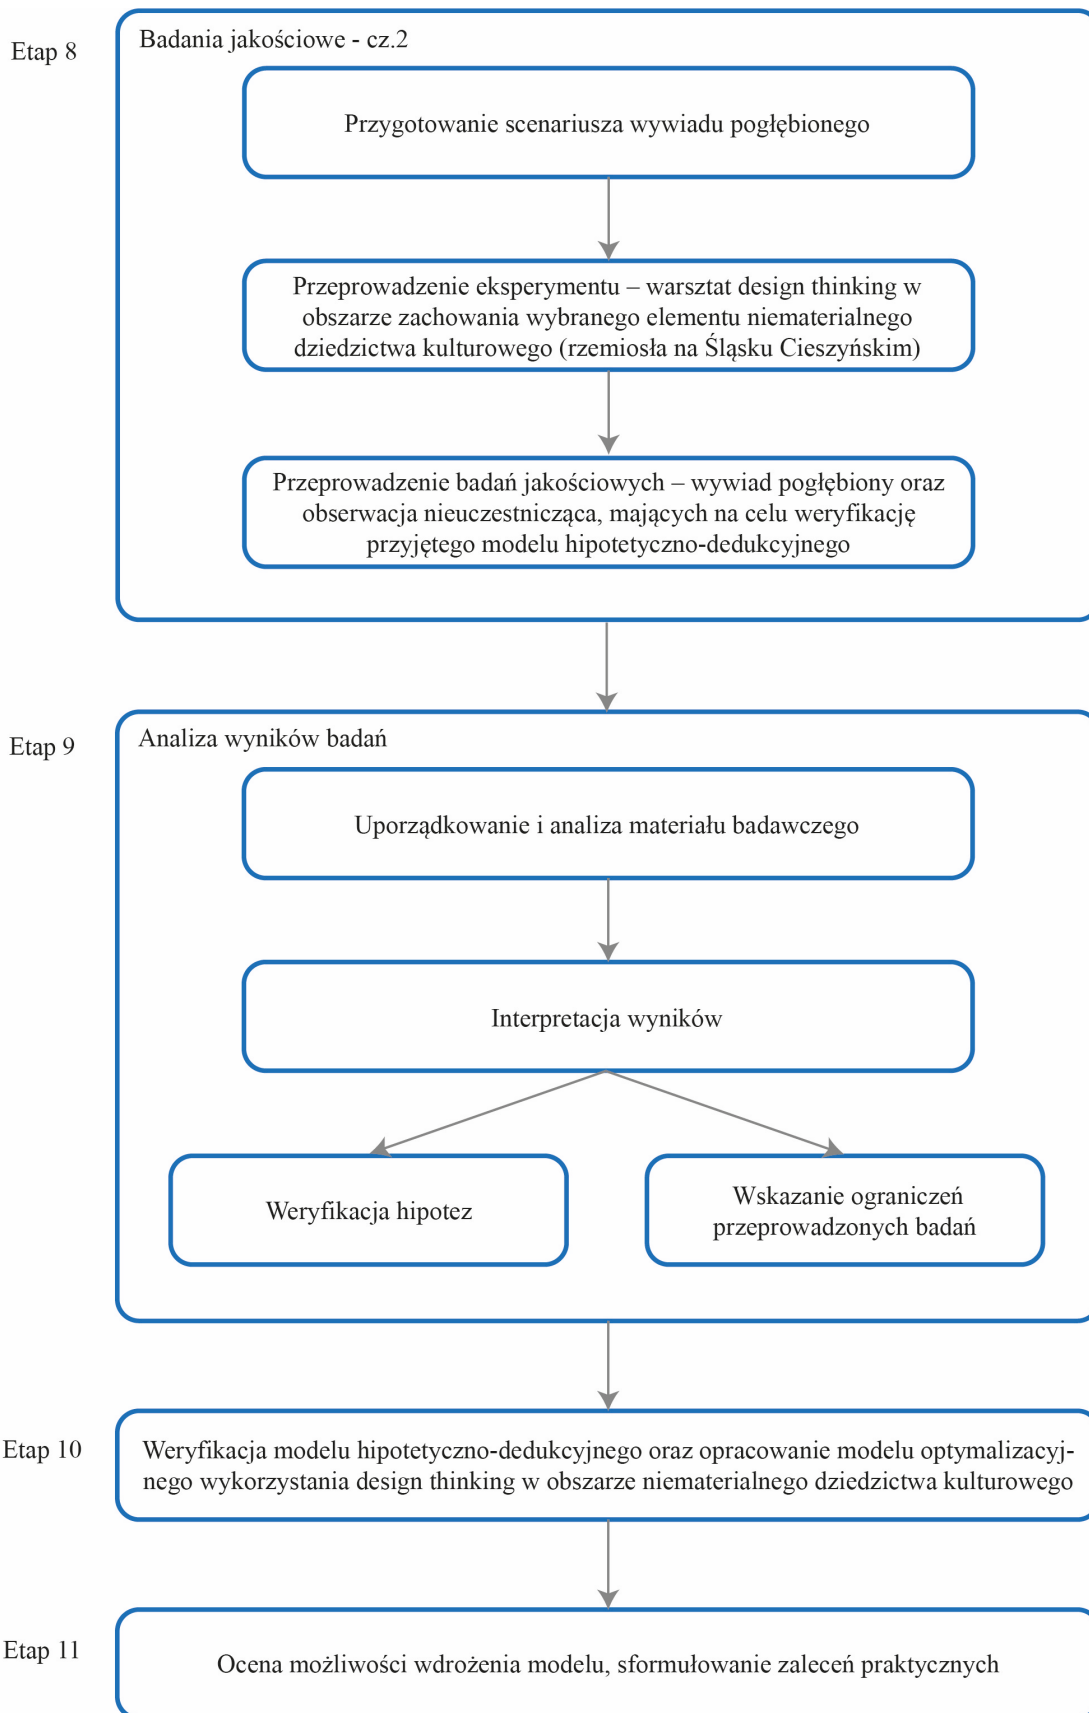 Etap 8
Badania jakościowe - cz.2
Przygotowanie scenariusza wywiadu pogłębionego
Przeprowadzenie eksperymentu – warsztat design thinking w
obszarze zachowania wybranego elementu niematerialnego
dziedzictwa kulturowego (rzemiosła na Śląsku Cieszyńskim)
Przeprowadzenie badań jakościowych – wywiad pogłębiony oraz
obserwacja nieuczestnicząca, mających na celu weryfikację
przyjętego modelu hipotetyczno-dedukcyjnego
Etap 9
Analiza wyników badań
Uporządkowanie i analiza materiału badawczego
Interpretacja wyników
Weryfikacja hipotez
Wskazanie ograniczeń
przeprowadzonych badań
Etap 10
Weryfikacja modelu hipotetyczno-dedukcyjnego oraz opracowanie modelu optymalizacyj-
nego wykorzystania design thinking w obszarze niematerialnego dziedzictwa kulturowego
Etap 11
Ocena możliwości wdrożenia modelu, sformułowanie zaleceń praktycznych